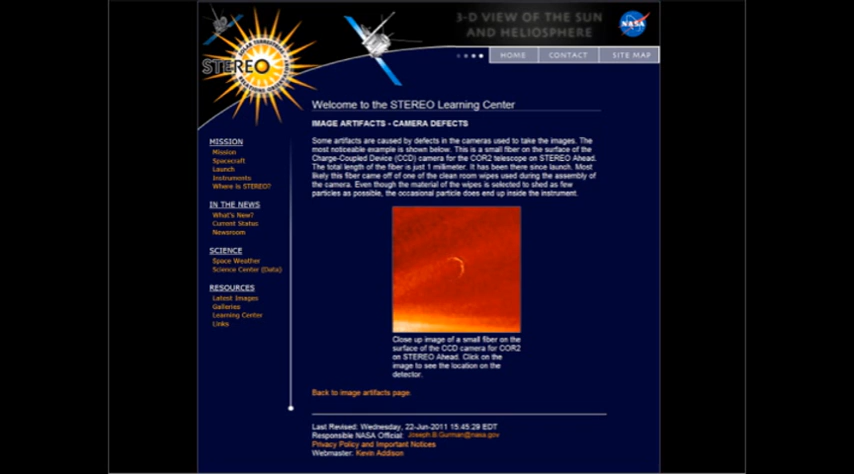 3-D VIEW OF THE SUN
AND HELIOSPHERE
NASA
STEREO
HOME
CONTACT
SITE MAP
Welcome to the STEREO Learning Center
IMAGE ARTIFACTS - CAMERA DEFECTS
Some artifacts are caused by defects in the cameras used to take the images. The
most noticeable example is shown below. This is a small fiber on the surface of the
Charge-Coupled Device (CCD) camera for the COR2 telescope on STEREO Ahead.
The total length of the fiber is just 1 millimeter. It has been there since launch. Most
likely this fiber came off of one of the clean room wipes used during the assembly of
the camera. Even though the material of the wipes is selected to shed as few
particles as possible, the occasional particle does end up inside the instrument.
MISSION
Mission
Spacecraft
Launch
Instruments
Where Is STEREO?
IN THE NEWS
What's New?
Current Status
Newsroom
SCIENCE
Space Weather
Science Center (Data)
RESOURCES
Latest Images
Galleries
Learning Center
Links
Close up image of a small fiber on the
surface of the CCD camera for COR2
on STEREO Ahead. Click on the
image to see the location on the
detector.
Back to image artifacts page.
Last Revised: Wednesday, 22-Jun-2011 15:45:29 EDT
Responsible NASA Official: Joseph.B.Gurman@nasa.gov
Privacy Policy and Important Notices
Webmaster: Kevin Addison